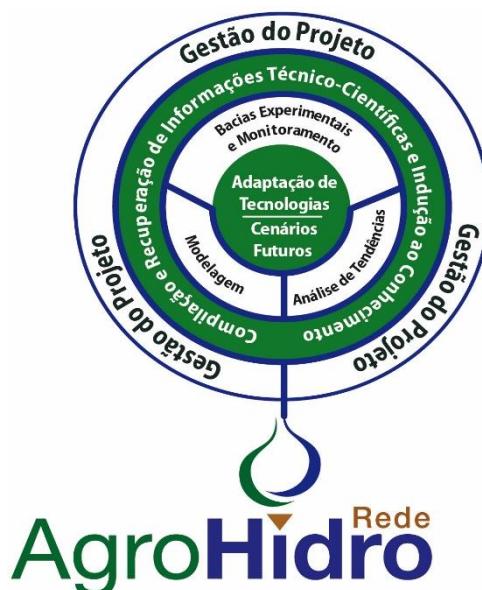 Gestão do Projeto
Compilação e Recuperação de Informações Técnico-Científicas e Indução ao Conhecimento
Bacias Experimentais
e Monitoramento
Adaptação de
Tecnologias
Cenários
Futuros
Modelagem
Análise de Tendências
Gestão do Projeto
Gestão do Projeto
Rede
AgroHidro